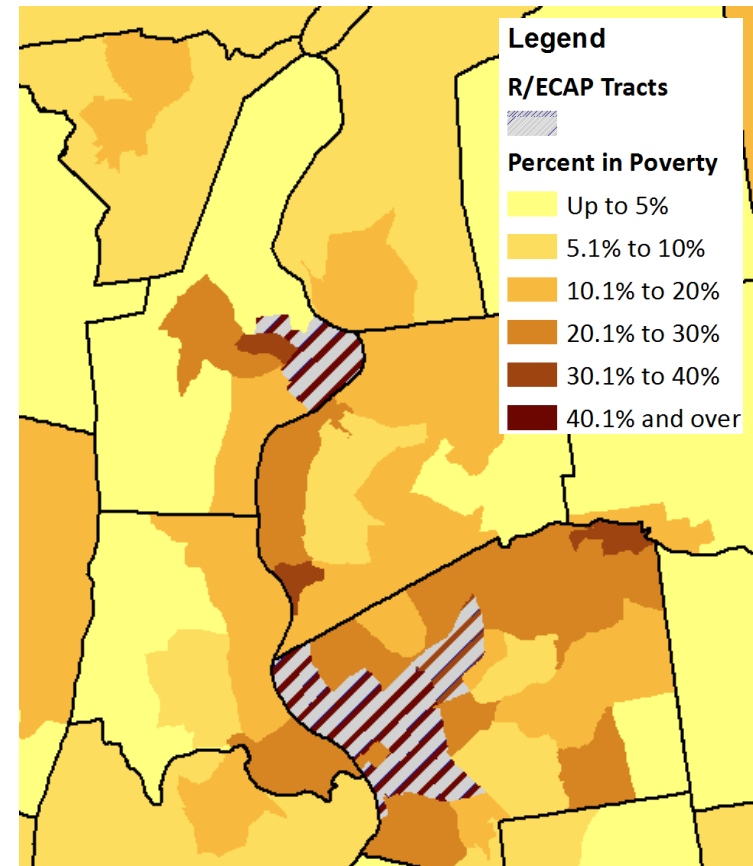 Legend
R/ECAP Tracts
Percent in Poverty
Up to 5%
5.1% to 10%
10.1% to 20%
20.1% to 30%
30.1% to 40%
40.1% and over